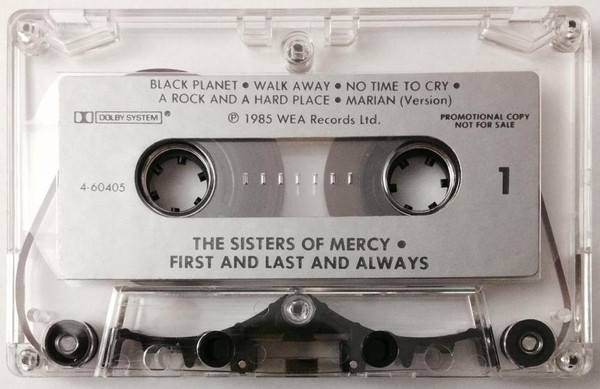 BLACK PLANET • WALK AWAY • NO TIME TO CRY •
A ROCK AND A HARD PLACE • MARIAN (Version)
DOLBY SYSTEM ®
℗ 1985 WEA Records Ltd.
PROMOTIONAL COPY
NOT FOR SALE
4-60405
1
THE SISTERS OF MERCY •
FIRST AND LAST AND ALWAYS